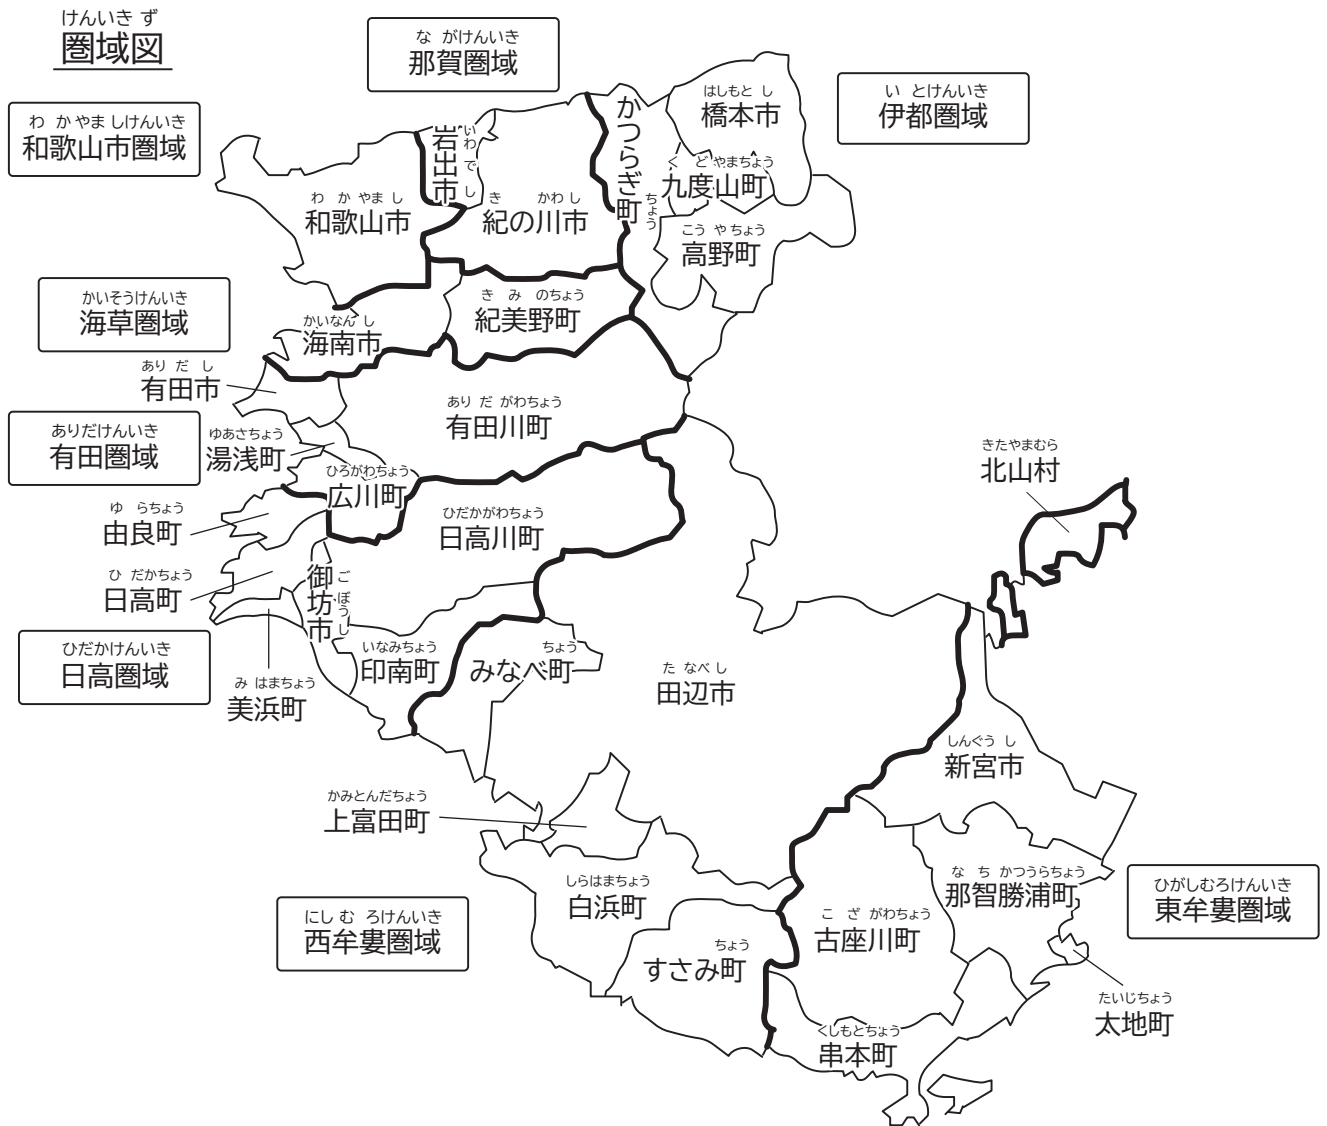 けんいき ず
圏域図
な がけんいき
那賀圏域
い とけんいき
伊都圏域
わ か やま しけんいき
和歌山市圏域
はしもと し
橋本市
かつらぎ町
ちょう
岩出市
いわ で し
く ど やまちょう
九度山町
わ か やま し
和歌山市
き かわ し
紀の川市
こう や ちょう
高野町
かいそうけんいき
海草圏域
き み のちょう
紀美野町
かいなん し
海南市
あり だ し
有田市
あり だ がわちょう
有田川町
ありだけんいき
有田圏域
ゆあさちょう
湯浅町
ひろがわちょう
広川町
きたやまむら
北山村
ゆ らちょう
由良町
ひだかがわちょう
日高川町
ひ だかちょう
日高町
御坊市
ご ぼう し
ひだかけんいき
日高圏域
み はまちょう
美浜町
いなみちょう
印南町
ちょう
みなべ町
た なべ し
田辺市
しんぐう し
新宮市
かみとんだちょう
上富田町
しらはまちょう
白浜町
な ち かつうらちょう
那智勝浦町
ひがしむろけんいき
東牟婁圏域
にし む ろけんいき
西牟婁圏域
こ ざ がわちょう
古座川町
ちょう
すさみ町
たいじちょう
太地町
くしもとちょう
串本町